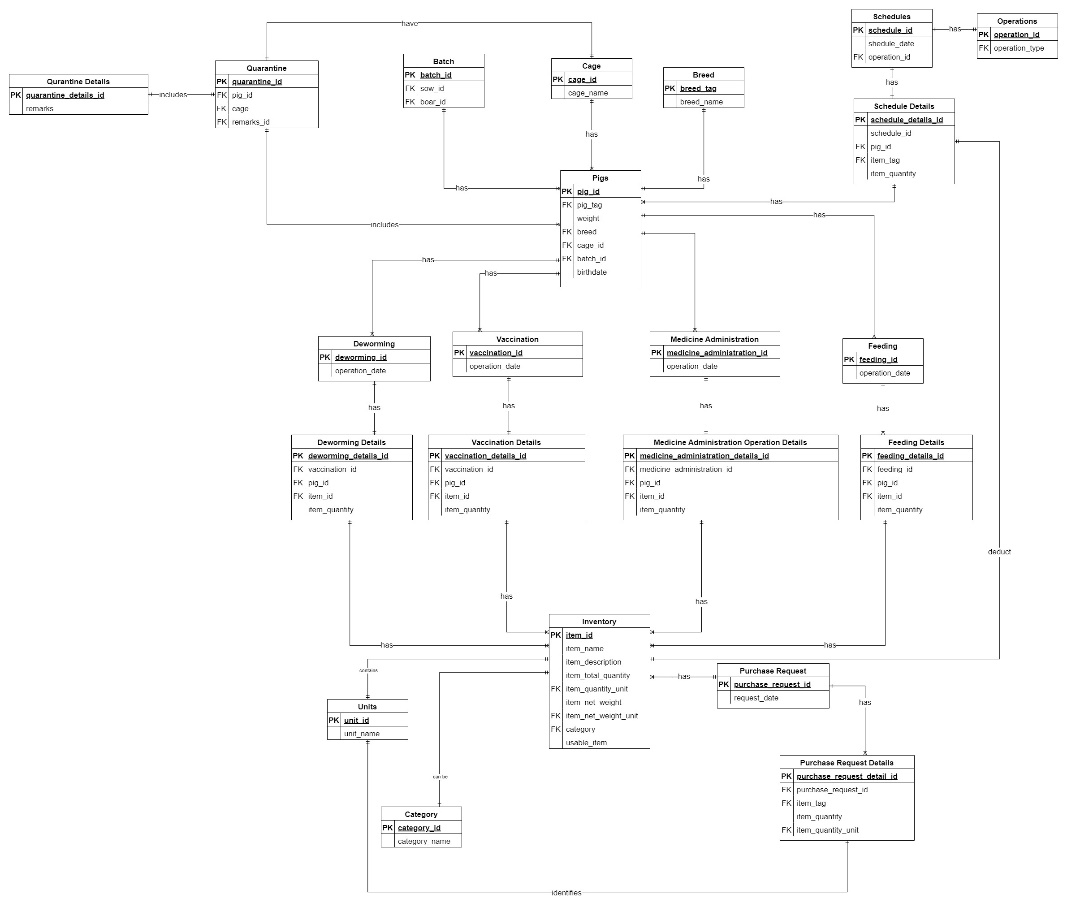 have
Schedules
PK schedule_id
shedule_date
FK operation_id
has
Operations
PK operation_id
FK operation_type
Qurantine Details
PK quarantine_details_id
remarks
includes
Quarantine
PK quarantine_id
FK pig_id
FK cage
FK remarks_id
Batch
PK batch_id
FK sow_id
FK boar_id
Cage
PK cage_id
cage_name
Breed
PK breed_tag
breed_name
has
Schedule Details
PK schedule_details_id
schedule_id
FK pig_id
FK item_tag
item_quantity
has
has
has
has
includes
Pigs
PK pig_id
FK pig_tag
weight
FK breed
FK cage_id
FK batch_id
birthdate
has
has
has
Deworming
PK deworming_id
operation_date
Vaccination
PK vaccination_id
operation_date
Medicine Administration
PK medicine_administration_id
operation_date
Feeding
PK feeding_id
operation_date
has
has
has
has
Deworming Details
PK deworming_details_id
FK vaccination_id
FK pig_id
FK item_id
item_quantity
Vaccination Details
PK vaccination_details_id
FK vaccination_id
FK pig_id
FK item_id
item_quantity
Medicine Administration Operation Details
PK medicine_administration_details_id
FK medicine_administration_id
FK pig_id
FK item_id
item_quantity
Feeding Details
PK feeding_details_id
FK feeding_id
FK pig_id
FK item_id
item_quantity
deduct
has
has
has
has
Inventory
PK item_id
item_name
item_description
item_total_quantity
FK item_quantity_unit
item_net_weight
FK item_net_weight_unit
FK category
usable_item
contains
Units
PK unit_id
unit_name
has
Purchase Request
PK purchase_request_id
request_date
has
can be
Category
PK category_id
category_name
Purchase Request Details
PK purchase_request_detail_id
FK purchase_request_id
FK item_tag
item_quantity
FK item_quantity_unit
identifies